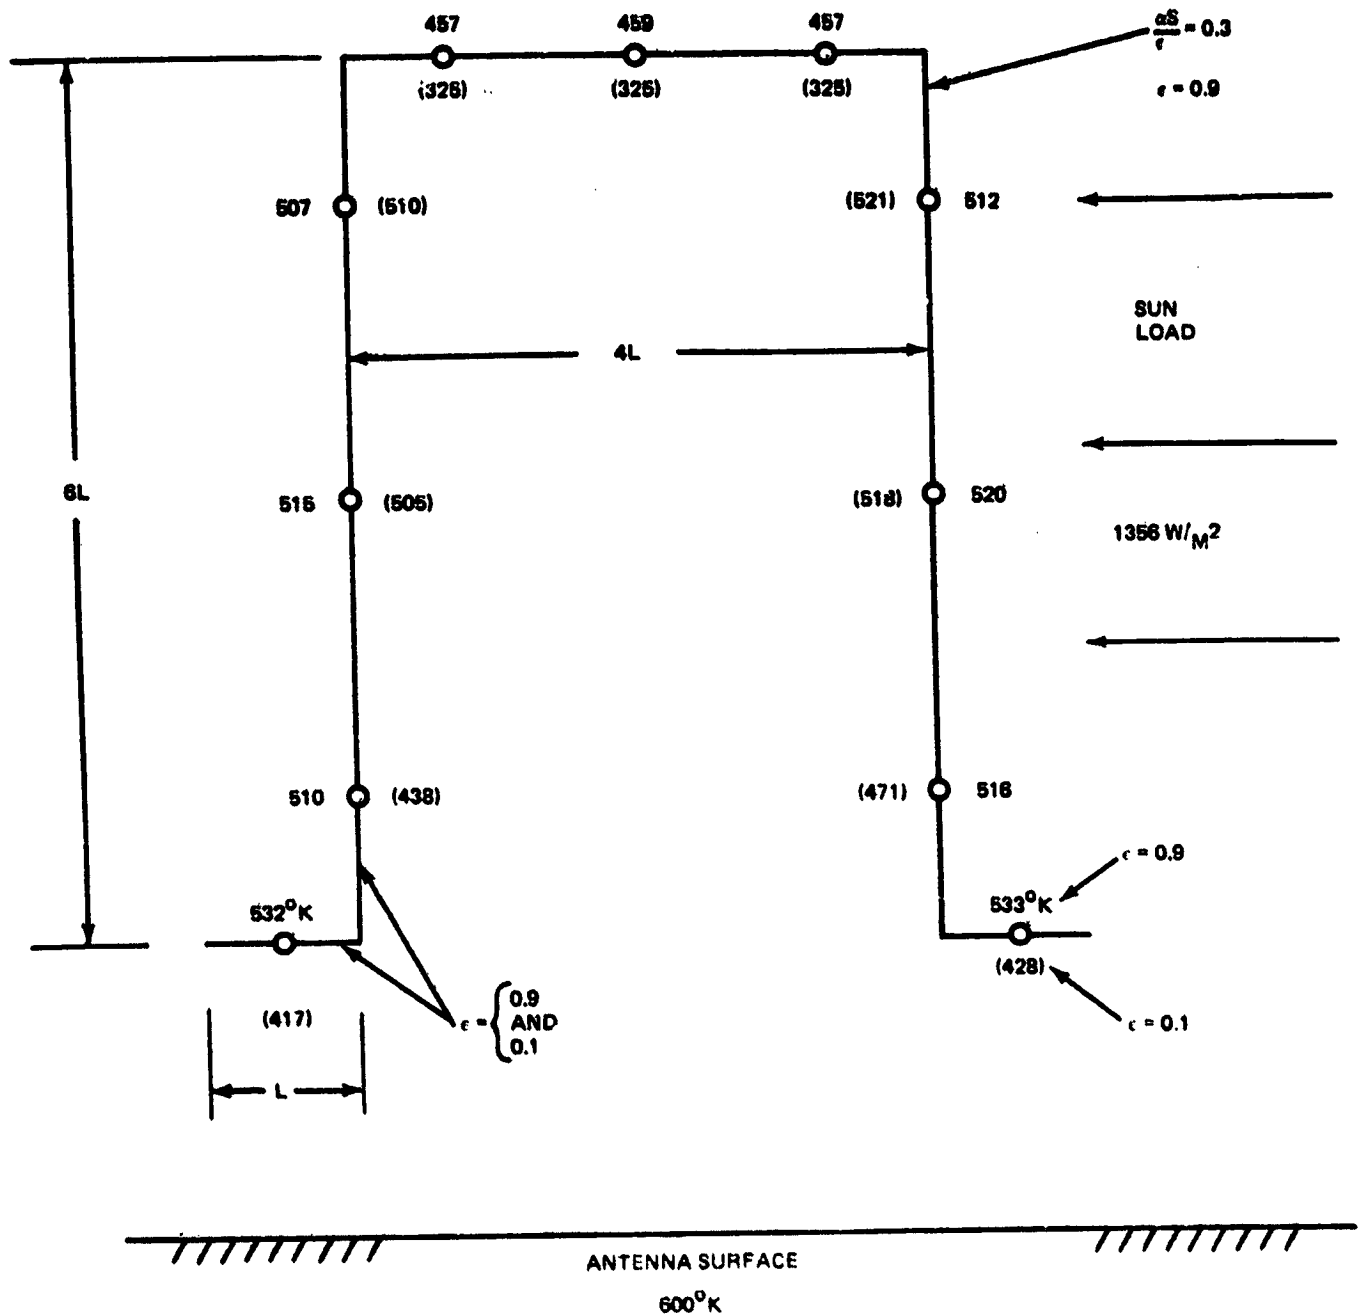 457 459 457
αS/ε = 0.3
(326) (325) (325)
ε = 0.9
507 (510)
(521) 512
SUN
LOAD
4L
6L
515 (505)
(518) 520
1356 W/M²
510 (438)
(471) 516
ε = 0.9
532°K
533°K
(428)
(417)
ε = { 0.9
AND
0.1
ε = 0.1
L
ANTENNA SURFACE
600°K